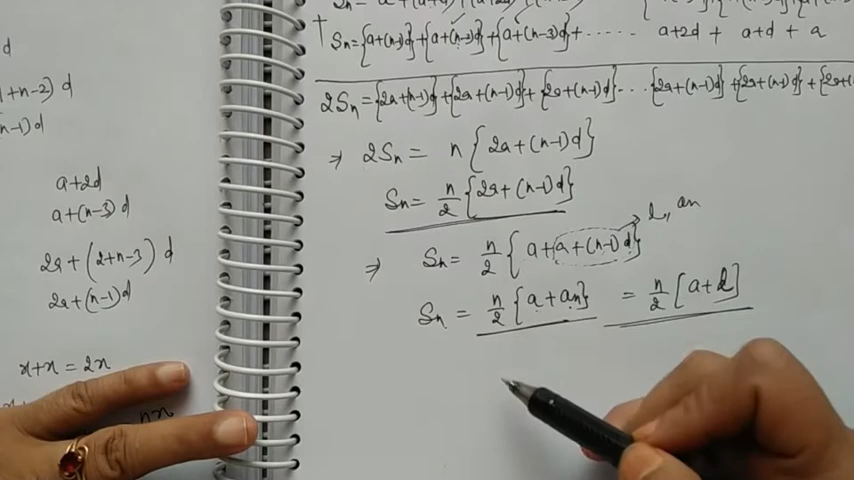 d
+n-2)d
n-1)d
a+2d
a+(n-3)d
2a+(2+n-3)d
2a+(n-1)d
x+x = 2x
nx
Sn={a+(n-1)d}+{a+(n-2)d}+{a+(n-3)d}+...... a+2d + a+d + a
2Sn={2a+(n-1)d}+{2a+(n-1)d}+{2a+(n-1)d}... {2a+(n-1)d}+{2a+(n-1)d}+{2a+(n-1)
⇒ 2Sn = n{2a+(n-1)d}
Sn= n/2 {2a+(n-1)d}
l,, an
⇒ Sn= n/2 {a+a+(n-1)d}
Sn = n/2 {a+an} = n/2 [a+l]